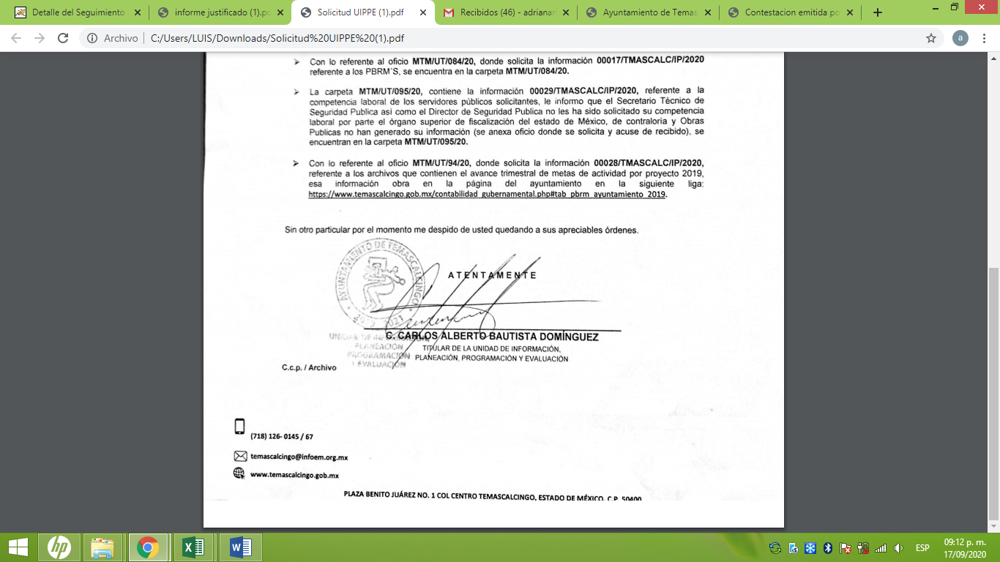 Detalle del Seguimiento
informe justificado (1).pd
Solicitud UIPPE (1).pdf
Recibidos (46) - adrianan
Ayuntamiento de Temas
Contestacion emitida po
Archivo
C:/Users/LUIS/Downloads/Solicitud%20UIPPE%20(1).pdf
a
➢ Con lo referente al oficio MTM/UT/084/20, donde solicita la información 00017/TMASCALC/IP/2020
referente a los PBRM´S, se encuentra en la carpeta MTM/UT/084/20.
➢ La carpeta MTM/UT/095/20, contiene la información 00029/TMASCALC/IP/2020, referente a la
competencia laboral de los servidores públicos solicitantes, le informo que el Secretario Técnico de
Seguridad Publica así como el Director de Seguridad Publica no les ha sido solicitado su competencia
laboral por parte el órgano superior de fiscalización del estado de México, de contraloría y Obras
Publicas no han generado su información (se anexa oficio donde se solicita y acuse de recibido), se
encuentran en la carpeta MTM/UT/095/20.
➢ Con lo referente al oficio MTM/UT/94/20, donde solicita la información 00028/TMASCALC/IP/2020,
referente a los archivos que contienen el avance trimestral de metas de actividad por proyecto 2019,
esa información obra en la página del ayuntamiento en la siguiente liga:
https://www.temascalcingo.gob.mx/contabilidad_gubernamental.php#tab_pbrm_ayuntamiento_2019.
Sin otro particular por el momento me despido de usted quedando a sus apreciables órdenes.
AYUNTAMIENTO DE TEMASCALCINGO
2019 2021
A T E N T A M E N T E
C. CARLOS ALBERTO BAUTISTA DOMÍNGUEZ
TITULAR DE LA UNIDAD DE INFORMACIÓN,
PLANEACIÓN, PROGRAMACIÓN Y EVALUACIÓN
UNIDAD DE INFORMACIÓN,
PLANEACIÓN
PROGRAMACIÓN
Y EVALUACIÓN
C.c.p. / Archivo
(718) 126- 0145 / 67
temascalcingo@infoem.org.mx
www.temascalcingo.gob.mx
PLAZA BENITO JUÁREZ NO. 1 COL CENTRO TEMASCALCINGO, ESTADO DE MÉXICO. C.P. 50400
hp
ESP
09:12 p. m.
17/09/2020